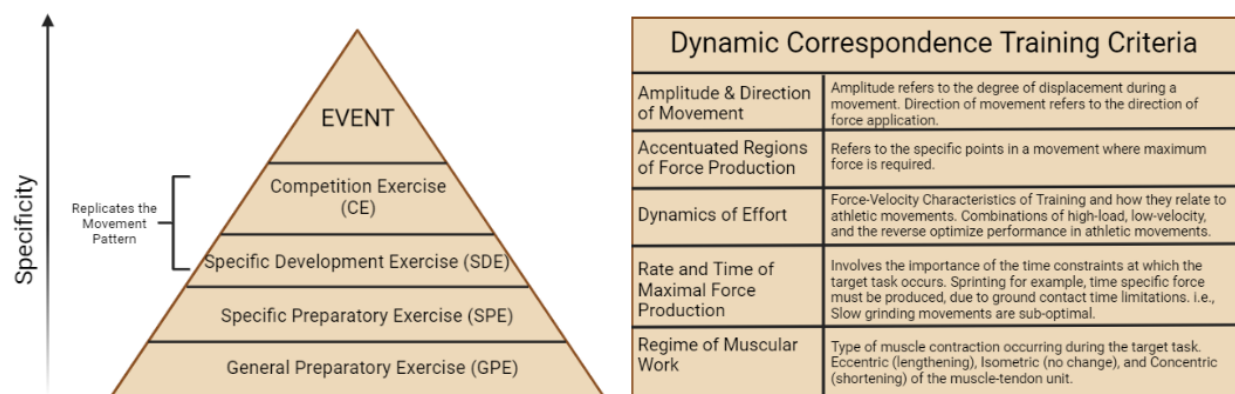 Specificity
Replicates the
Movement
Pattern
EVENT
Competition Exercise
(CE)
Specific Development Exercise (SDE)
Specific Preparatory Exercise (SPE)
General Preparatory Exercise (GPE)
Dynamic Correspondence Training Criteria
Amplitude & Direction
of Movement
Amplitude refers to the degree of displacement during a
movement. Direction of movement refers to the direction of
force application.
Accentuated Regions
of Force Production
Refers to the specific points in a movement where maximum
force is required.
Dynamics of Effort
Force-Velocity Characteristics of Training and how they relate to
athletic movements. Combinations of high-load, low-velocity,
and the reverse optimize performance in athletic movements.
Rate and Time of
Maximal Force
Production
Involves the importance of the time constraints at which the
target task occurs. Sprinting for example, time specific force
must be produced, due to ground contact time limitations. i.e.,
Slow grinding movements are sub-optimal.
Regime of Muscular
Work
Type of muscle contraction occurring during the target task.
Eccentric (lengthening), Isometric (no change), and Concentric
(shortening) of the muscle-tendon unit.